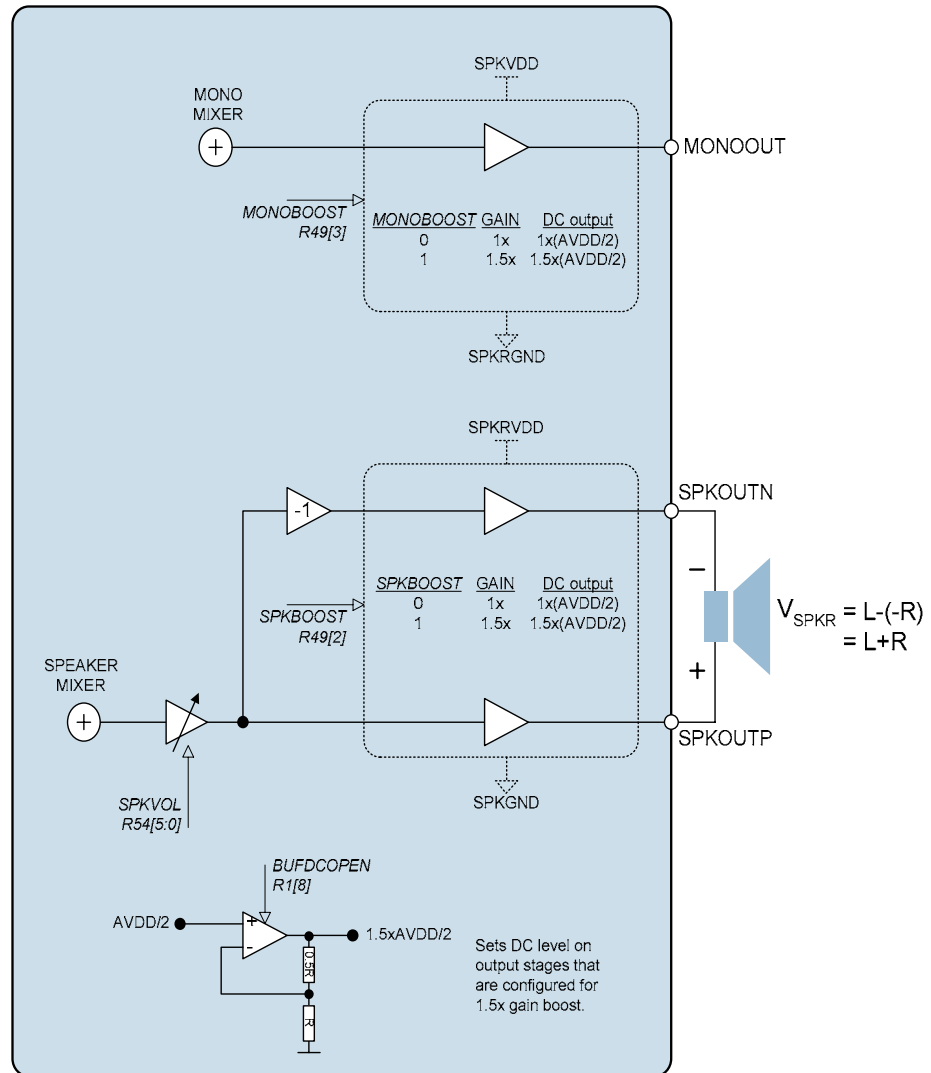 SPKVDD
MONO
MIXER
+
MONOOUT
MONOBOOST
R49[3]
MONOBOOST GAIN DC output
0 1x 1x(AVDD/2)
1 1.5x 1.5x(AVDD/2)
SPKRGND
SPKRVDD
SPKOUTN
-1
SPKBOOST
R49[2]
SPKBOOST GAIN DC output
0 1x 1x(AVDD/2)
1 1.5x 1.5x(AVDD/2)
–
+
VSPKR = L-(-R)
= L+R
SPEAKER
MIXER
+
SPKOUTP
SPKVOL
R54[5:0]
SPKGND
BUFDCOPEN
R1[8]
AVDD/2
+
-
1.5xAVDD/2
0.5R
R
Sets DC level on
output stages that
are configured for
1.5x gain boost.